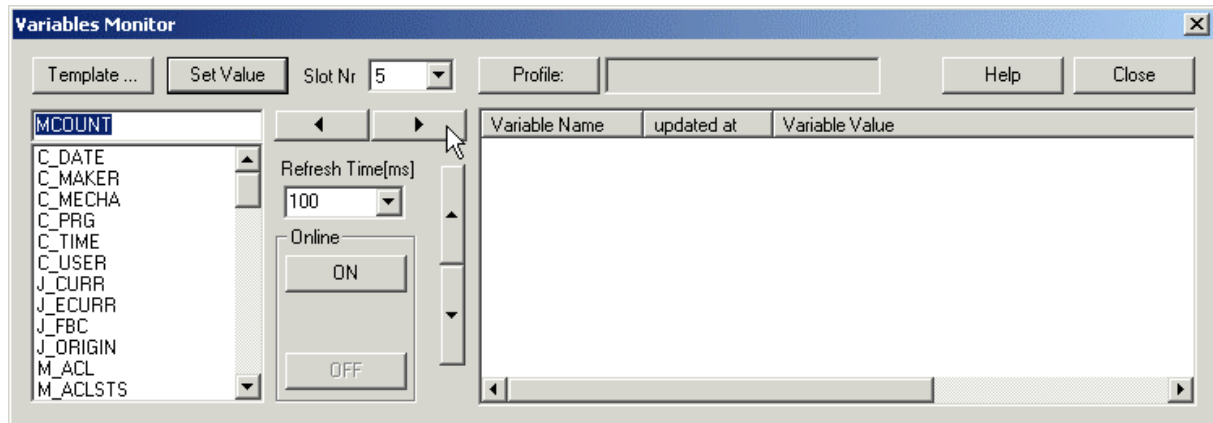 Variables Monitor
Template ... Set Value Slot Nr 5 Profile: Help Close
MCOUNT
Variable Name updated at Variable Value
C_DATE
C_MAKER
C_MECHA
C_PRG
C_TIME
C_USER
J_CURR
J_ECURR
J_FBC
J_ORIGIN
M_ACL
M_ACLSTS
Refresh Time[ms]
100
Online
ON
OFF